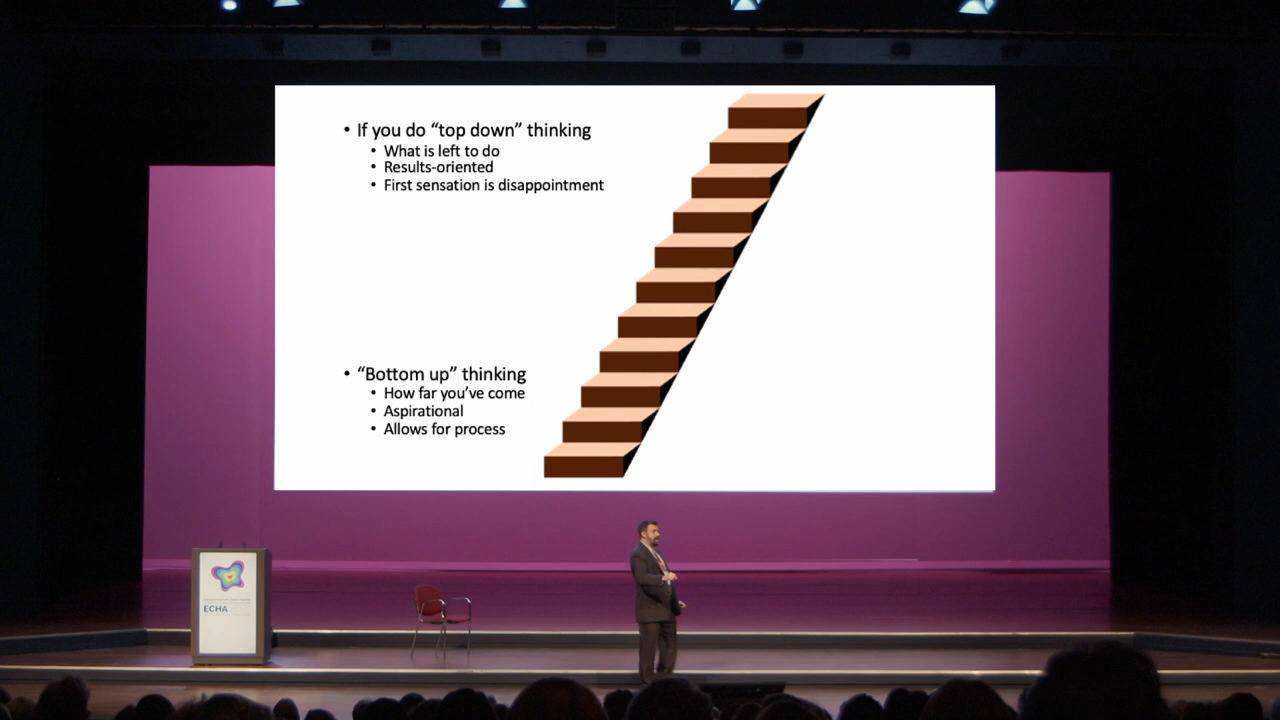 • If you do “top down” thinking
• What is left to do
• Results-oriented
• First sensation is disappointment
• “Bottom up” thinking
• How far you’ve come
• Aspirational
• Allows for process
ECHA